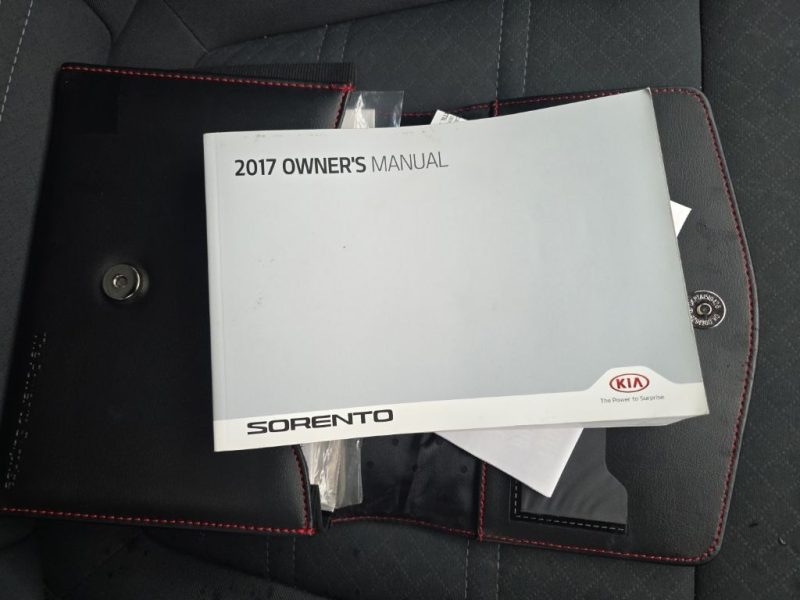 2017 OWNER'S MANUAL
KIA
The Power to Surprise
SORENTO